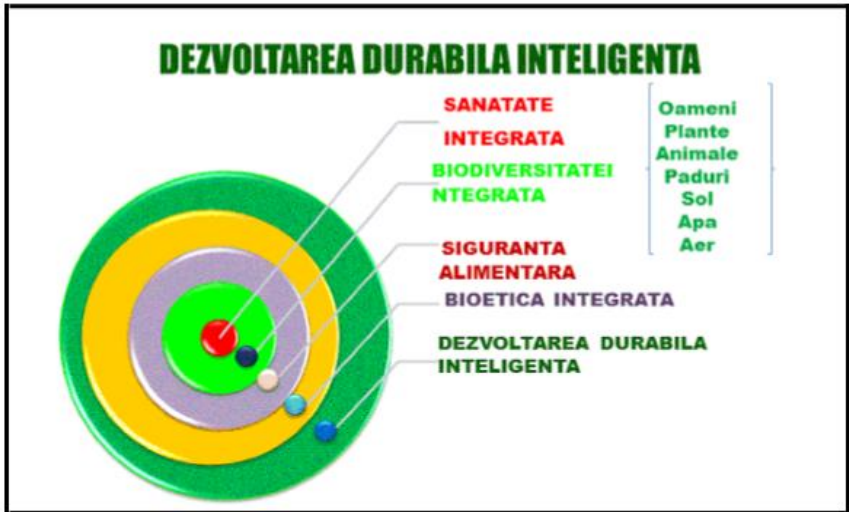 DEZVOLTAREA DURABILA INTELIGENTA
SANATATE
INTEGRATA
BIODIVERSITATEI
NTEGRATA
SIGURANTA
ALIMENTARA
BIOETICA INTEGRATA
DEZVOLTAREA DURABILA
INTELIGENTA
Oameni
Plante
Animale
Paduri
Sol
Apa
Aer